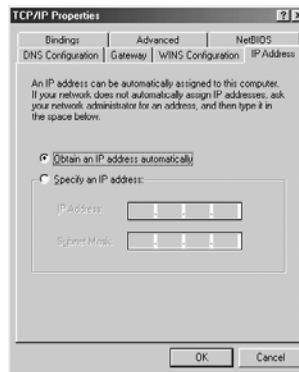 TCP/IP Properties
Bindings Advanced NetBIOS
DNS Configuration Gateway WINS Configuration IP Address
An IP address can be automatically assigned to this computer.
If your network does not automatically assign IP addresses, ask
your network administrator for an address, and then type it in
the space below.
Obtain an IP address automatically
Specify an IP address:
IP Address:
Subnet Mask:
OK Cancel